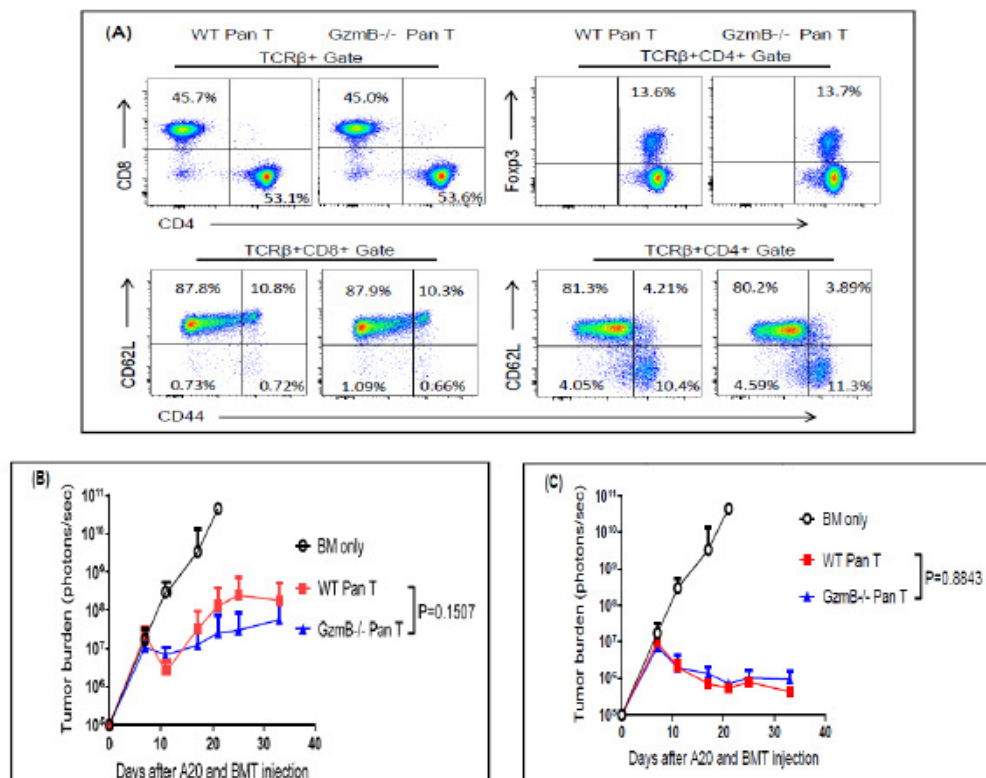 (A)
WT Pan T GzmB-/- Pan T WT Pan T GzmB-/- Pan T
TCRβ+ Gate TCRβ+CD4+ Gate
45.7% 45.0% 13.6% 13.7%
CD8 Foxp3
53.1% 53.6%
CD4
TCRβ+CD8+ Gate TCRβ+CD4+ Gate
87.8% 10.8% 87.9% 10.3% 81.3% 4.21% 80.2% 3.89%
CD62L CD62L
0.73% 0.72% 1.09% 0.66% 4.05% 10.4% 4.59% 11.3%
CD44
(B)
Tumor burden (photons/sec)
10¹¹
10¹⁰
10⁹
10⁸
10⁷
10⁶
10⁵
BM only
WT Pan T
GzmB-/- Pan T
P=0.1507
0 10 20 30 40
Days after A20 and BMT injection
(C)
Tumor burden (photons/sec)
10¹¹
10¹⁰
10⁹
10⁸
10⁷
10⁶
10⁵
BM only
WT Pan T
GzmB-/- Pan T
P=0.8843
0 10 20 30 40
Days after A20 and BMT injection